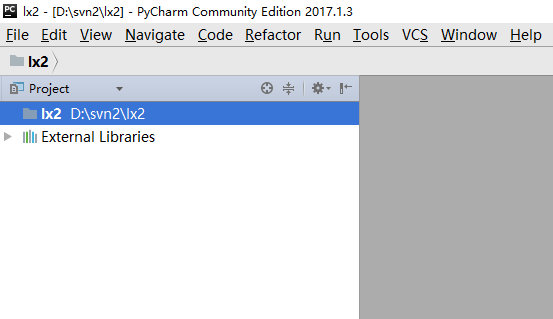 PC lx2 - [D:\svn2\lx2] - PyCharm Community Edition 2017.1.3
File Edit View Navigate Code Refactor Run Tools VCS Window Help
lx2
Project
lx2 D:\svn2\lx2
External Libraries